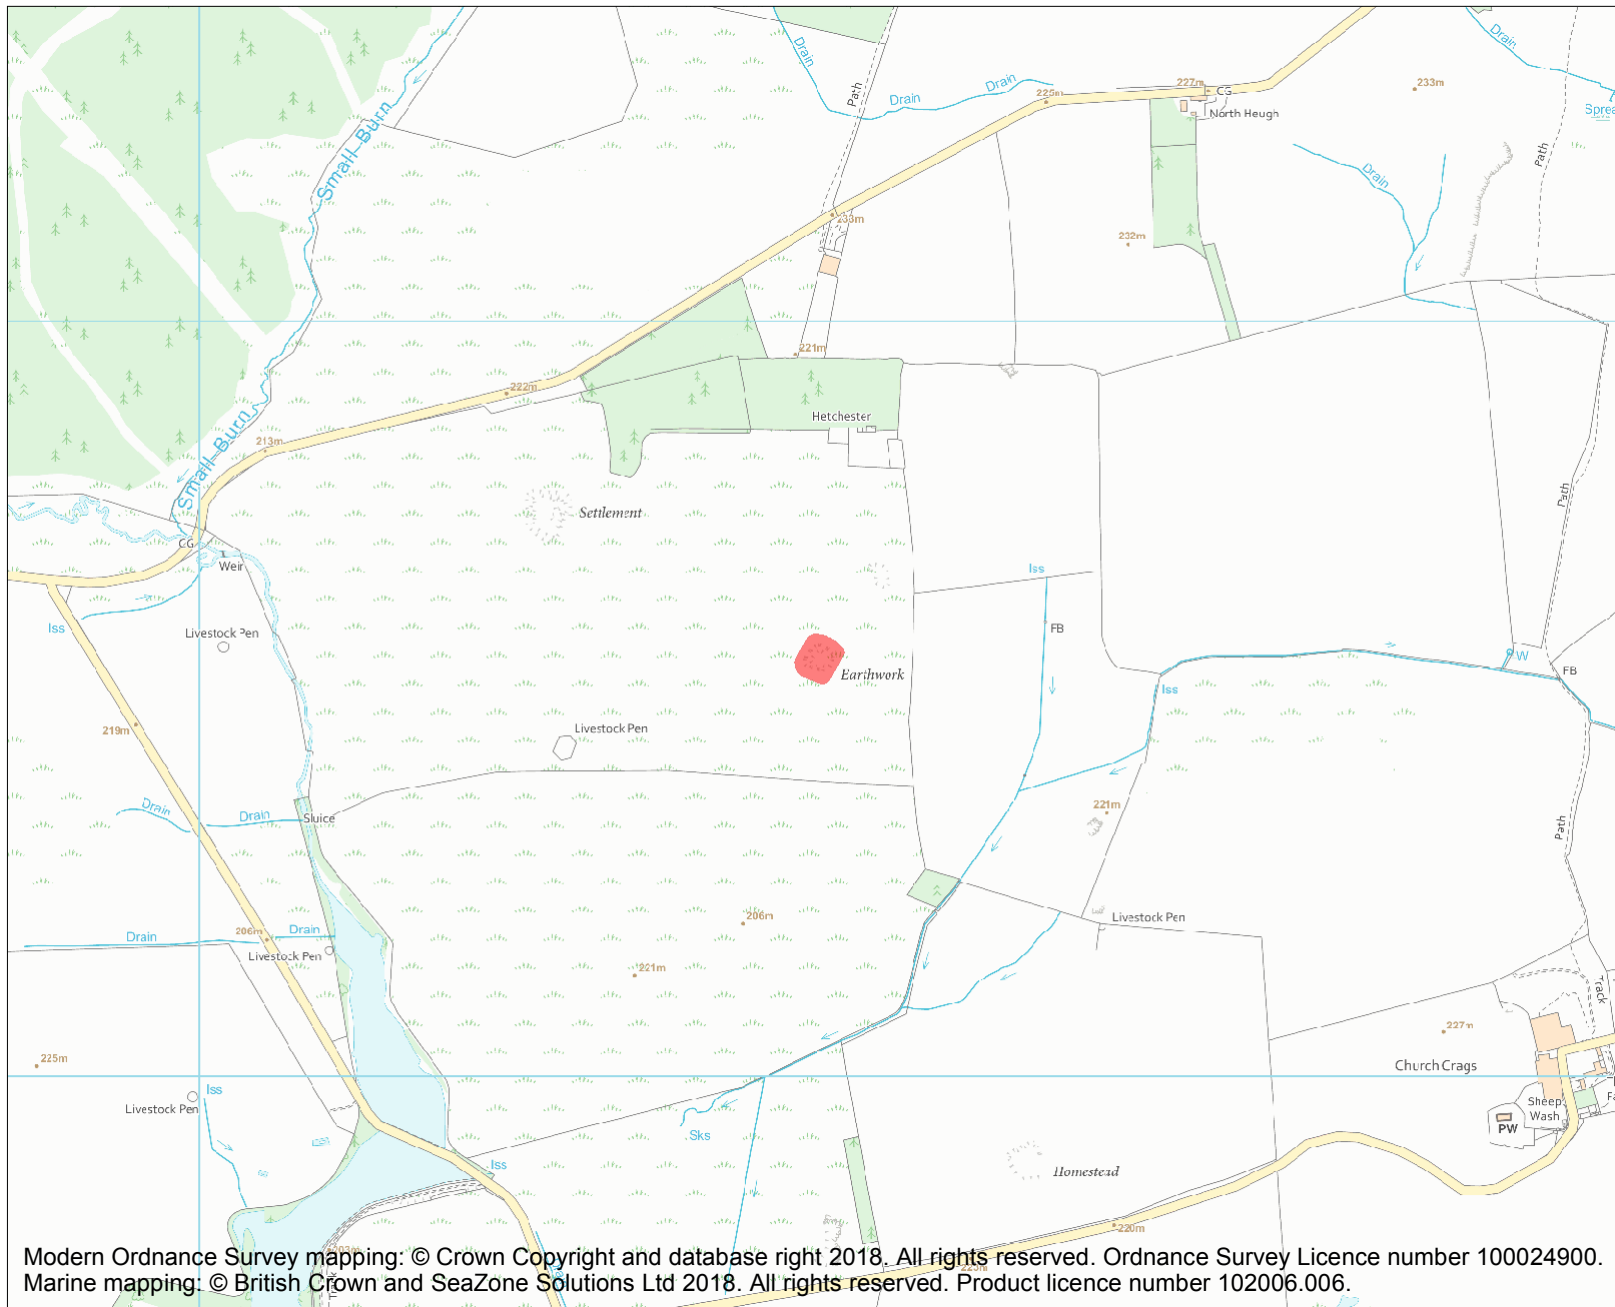 Drain
Drain
Drain
Path
227m
CG
North Heugh
225m
233m
Drain
Path
Drain
Small Burn
233m
232m
221m
222m
Hetchester
213m
Small Burn
Settlement
CG
Weir
Iss
Livestock Pen
Iss
FB
Path
W
FB
Iss
Earthwork
219m
Livestock Pen
Drain
Drain
Sluice
221m
Path
206m
Livestock Pen
Drain
206m
Drain
Livestock Pen
221m
Track
227m
225m
Church Crags
Iss
Livestock Pen
Sheep
Wash
PW
Sks
Iss
Homestead
220m
203m
Track
Modern Ordnance Survey mapping: © Crown Copyright and database right 2018. All rights reserved. Ordnance Survey Licence number 100024900.
Marine mapping: © British Crown and SeaZone Solutions Ltd 2018. All rights reserved. Product licence number 102006.006.